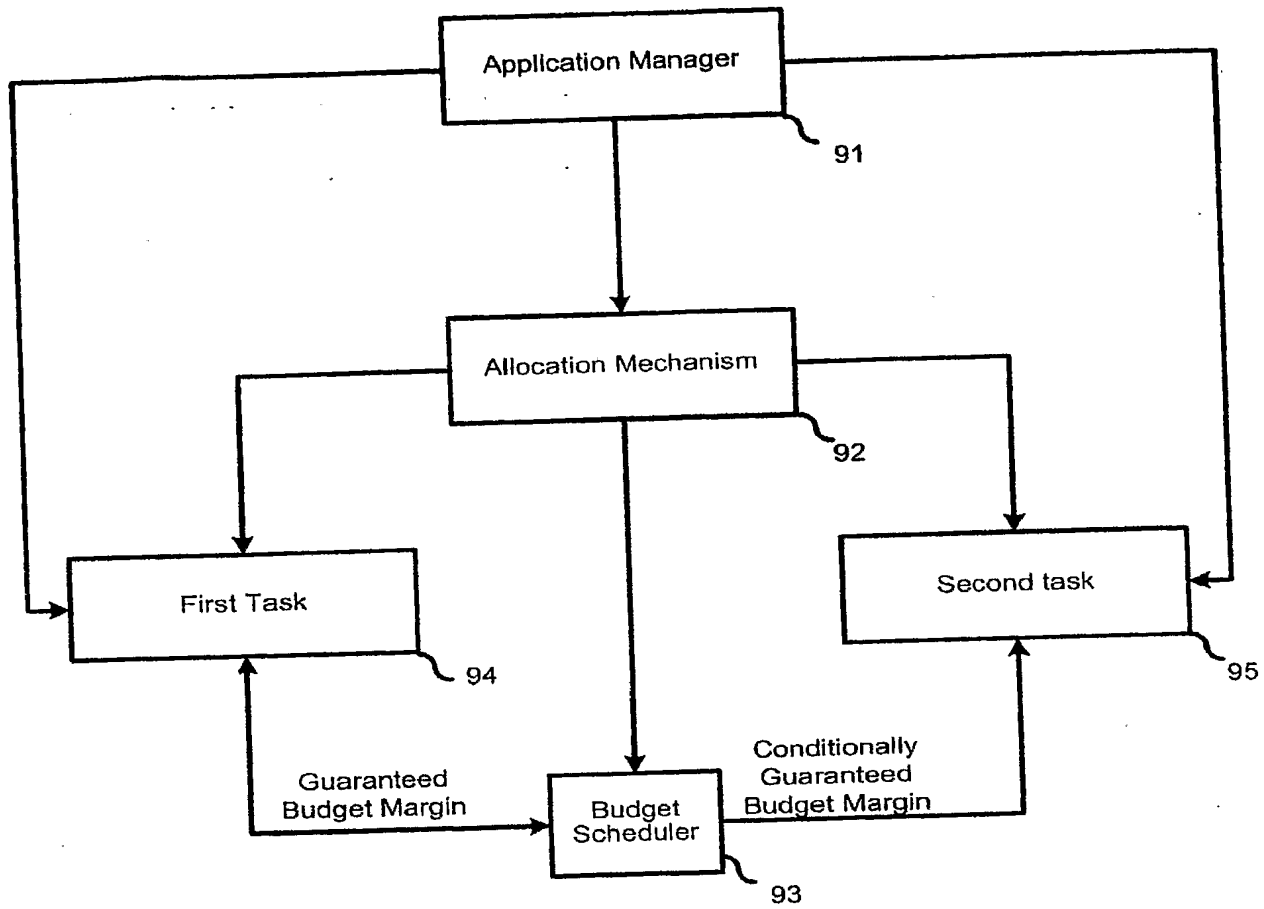 Application Manager
91
Allocation Mechanism
92
First Task
94
Second task
95
Guaranteed
Budget Margin
Budget
Scheduler
93
Conditionally
Guaranteed
Budget Margin